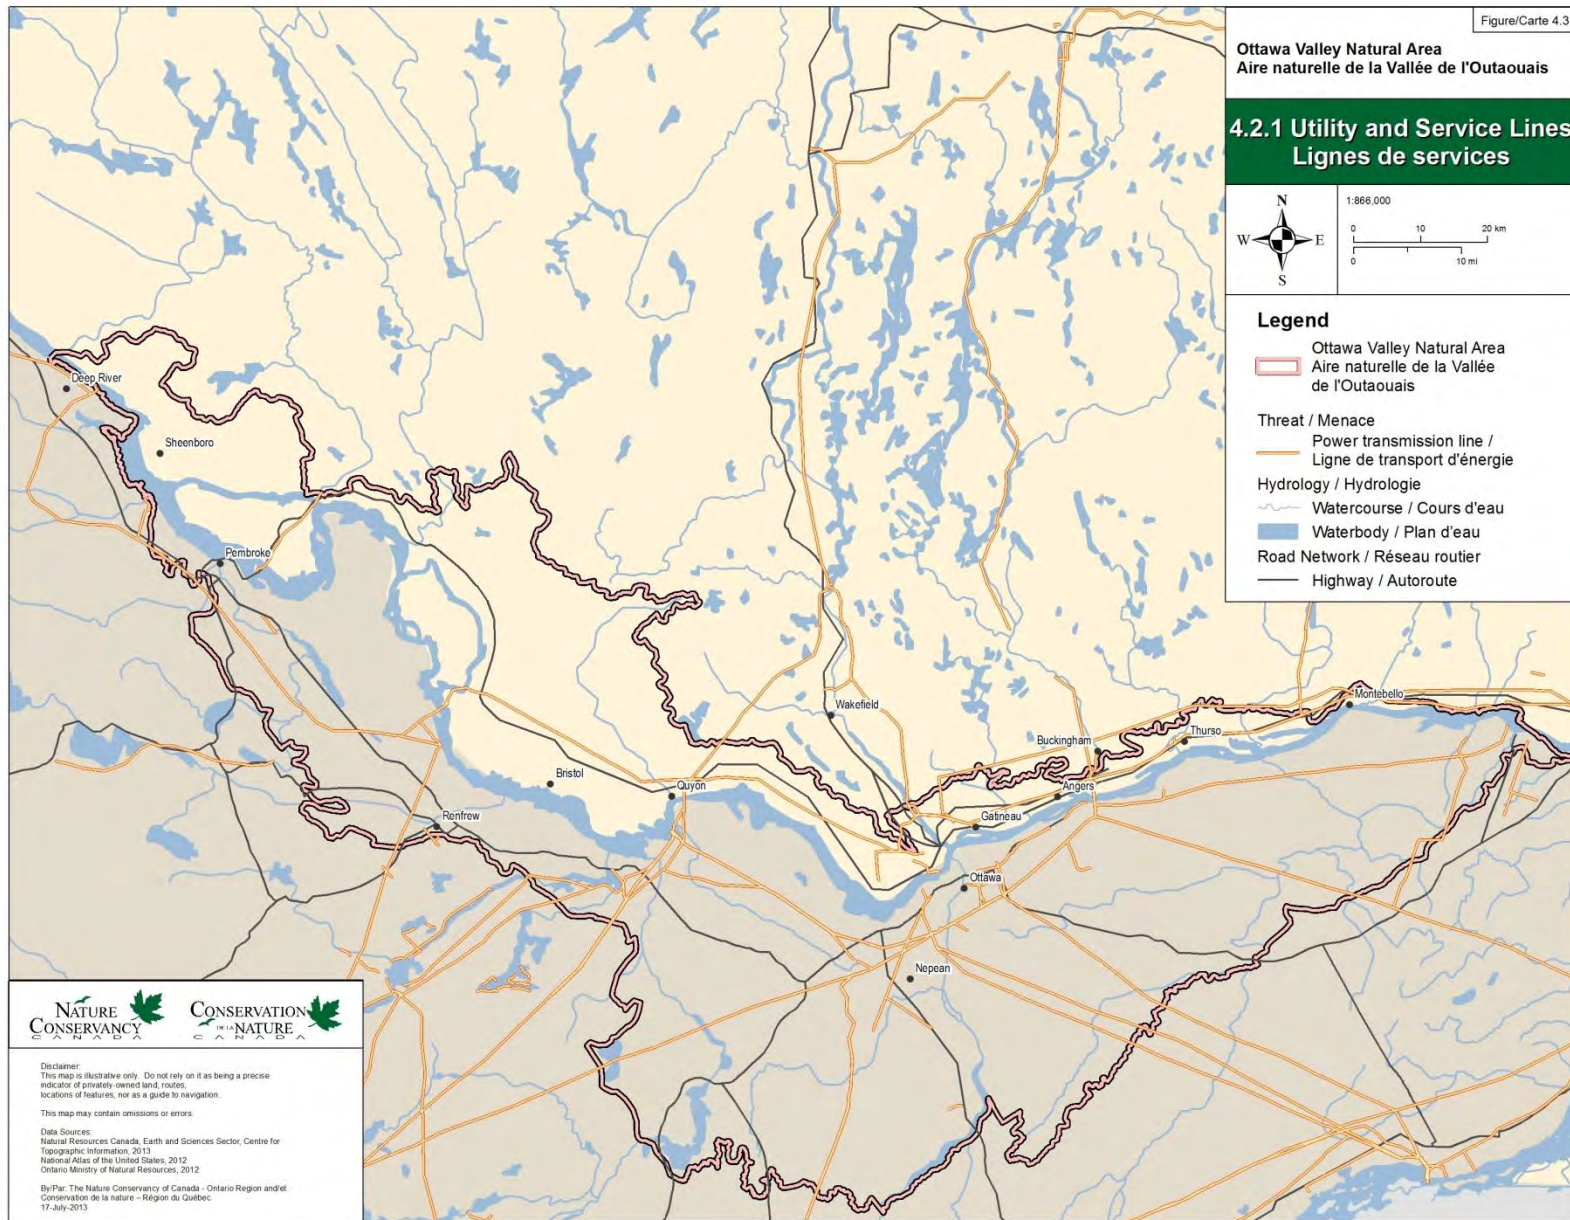 Figure/Carte 4.3
Ottawa Valley Natural Area
Aire naturelle de la Vallée de l'Outaouais
4.2.1 Utility and Service Lines
Lignes de services
N
W E
S
1:866,000
0 10 20 km
0 10 mi
Legend
Ottawa Valley Natural Area
Aire naturelle de la Vallée
de l'Outaouais
Threat / Menace
Power transmission line /
Ligne de transport d'énergie
Hydrology / Hydrologie
Watercourse / Cours d'eau
Waterbody / Plan d'eau
Road Network / Réseau routier
Highway / Autoroute
Deep River
Sheenboro
Pembroke
Wakefield
Montebello
Buckingham
Thurso
Bristol
Quyon
Angers
Renfrew
Gatineau
Ottawa
Nepean
NATURE
CONSERVANCY
CANADA
CONSERVATION
DE LA NATURE
CANADA
Disclaimer:
This map is illustrative only. Do not rely on it as being a precise
indicator of privately-owned land, routes,
locations of features, nor as a guide to navigation.
This map may contain omissions or errors.
Data Sources:
Natural Resources Canada, Earth and Sciences Sector, Centre for
Topographic Information, 2013
National Atlas of the United States, 2012
Ontario Ministry of Natural Resources, 2012
By/Par: The Nature Conservancy of Canada - Ontario Region and/et
Conservation de la nature – Région du Québec
17-July-2013